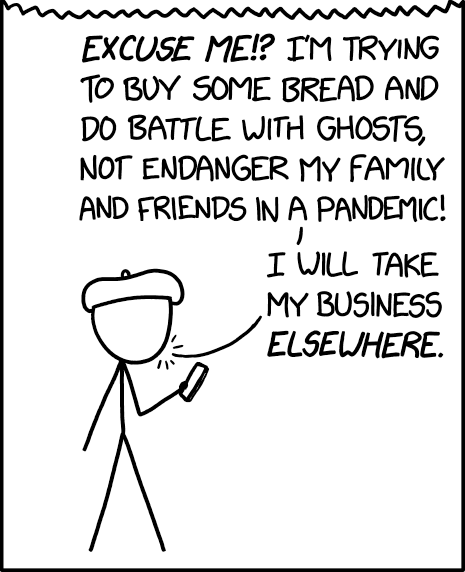 EXCUSE ME!? I'M TRYING
TO BUY SOME BREAD AND
DO BATTLE WITH GHOSTS,
NOT ENDANGER MY FAMILY
AND FRIENDS IN A PANDEMIC!
I WILL TAKE
MY BUSINESS
ELSEWHERE.